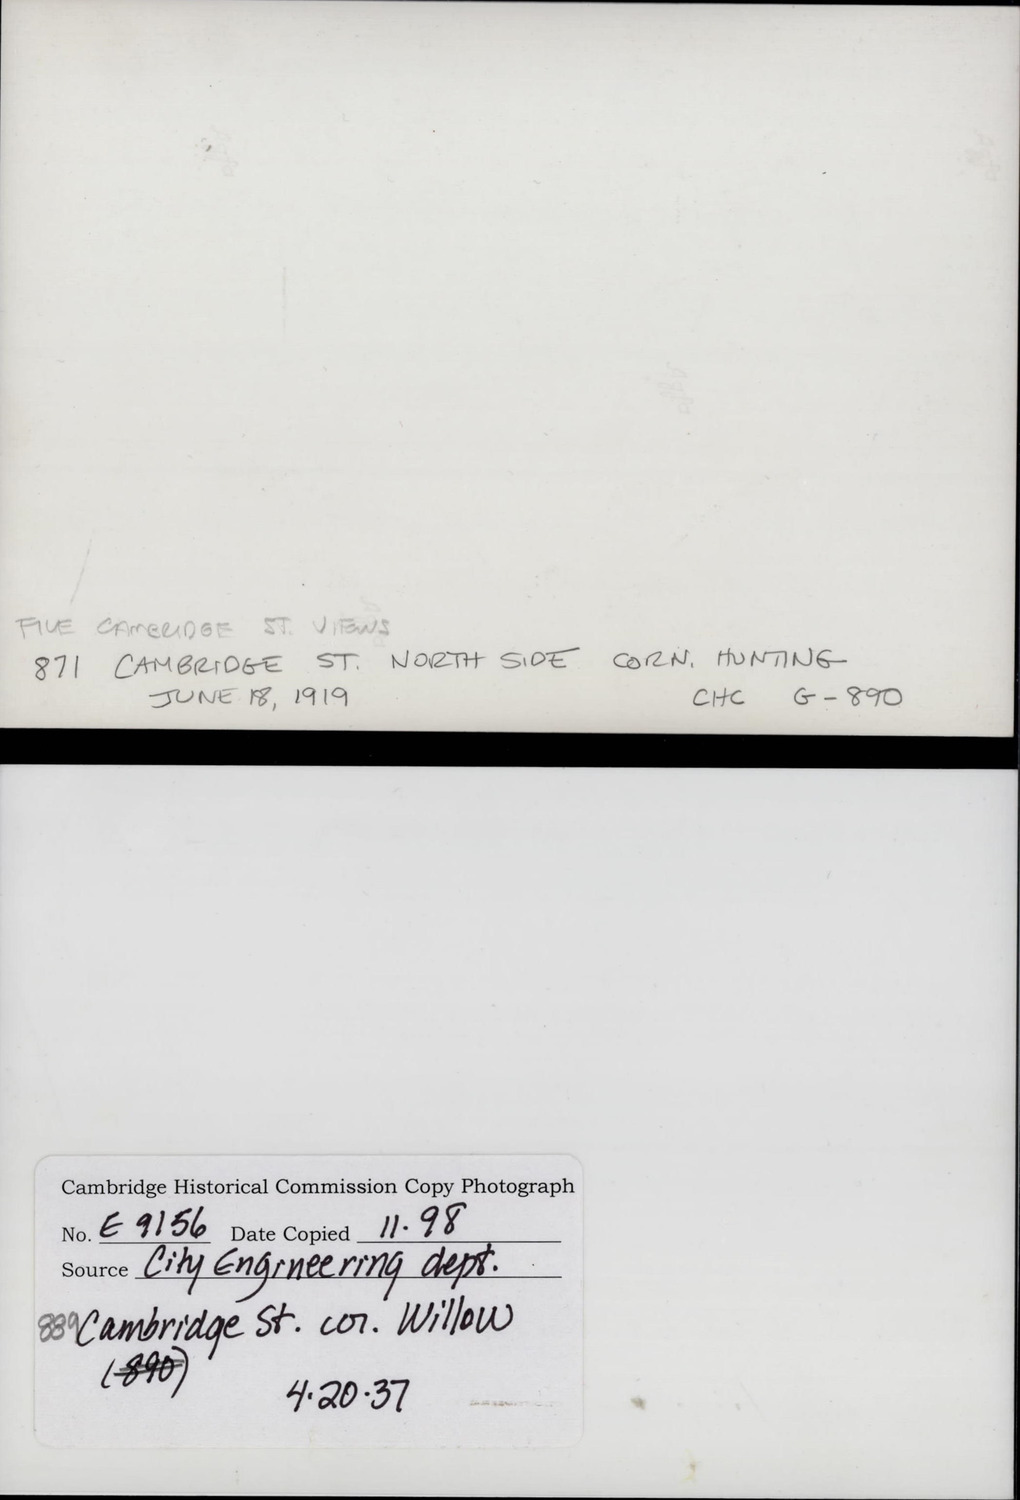 FILE CAMBRIDGE ST. VIEWS
871 CAMBRIDGE ST. NORTH SIDE CORN. HUNTING
JUNE 18, 1919 CHC G-890
Cambridge Historical Commission Copy Photograph
No. E 9156 Date Copied 11.98
Source City Engineering dept.
889 Cambridge St. cor. Willow
(890)
4.20.37